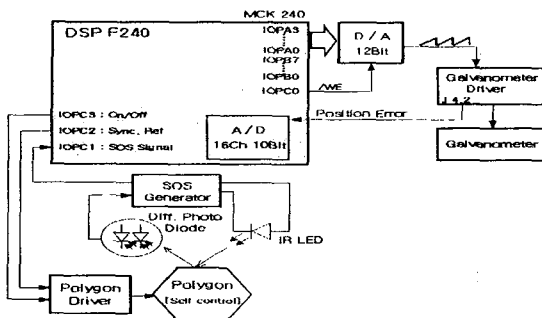 MCK 240
DSP F240
IOPA3
IOPA0
IOPB7
IOPB0
IOPC0
/WE
D/A
12Bit
Galvanometer
Driver
J4.2
Galvanometer
Position Error
IOPC3 : On/Off
IOPC2 : Sync. Ref
IOPC1 : SOS Signal
A/D
16Ch 10Bit
SOS
Generator
Diff. Photo
Diode
IR LED
Polygon
Driver
Polygon
[Self control]